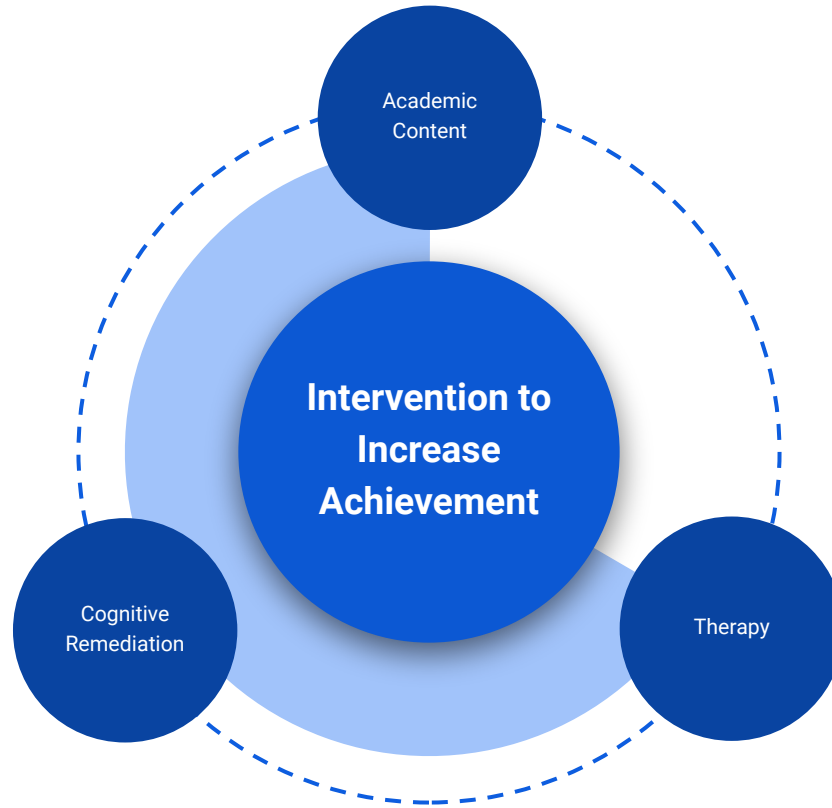 Academic
Content
Intervention to
Increase
Achievement
Cognitive
Remediation
Therapy